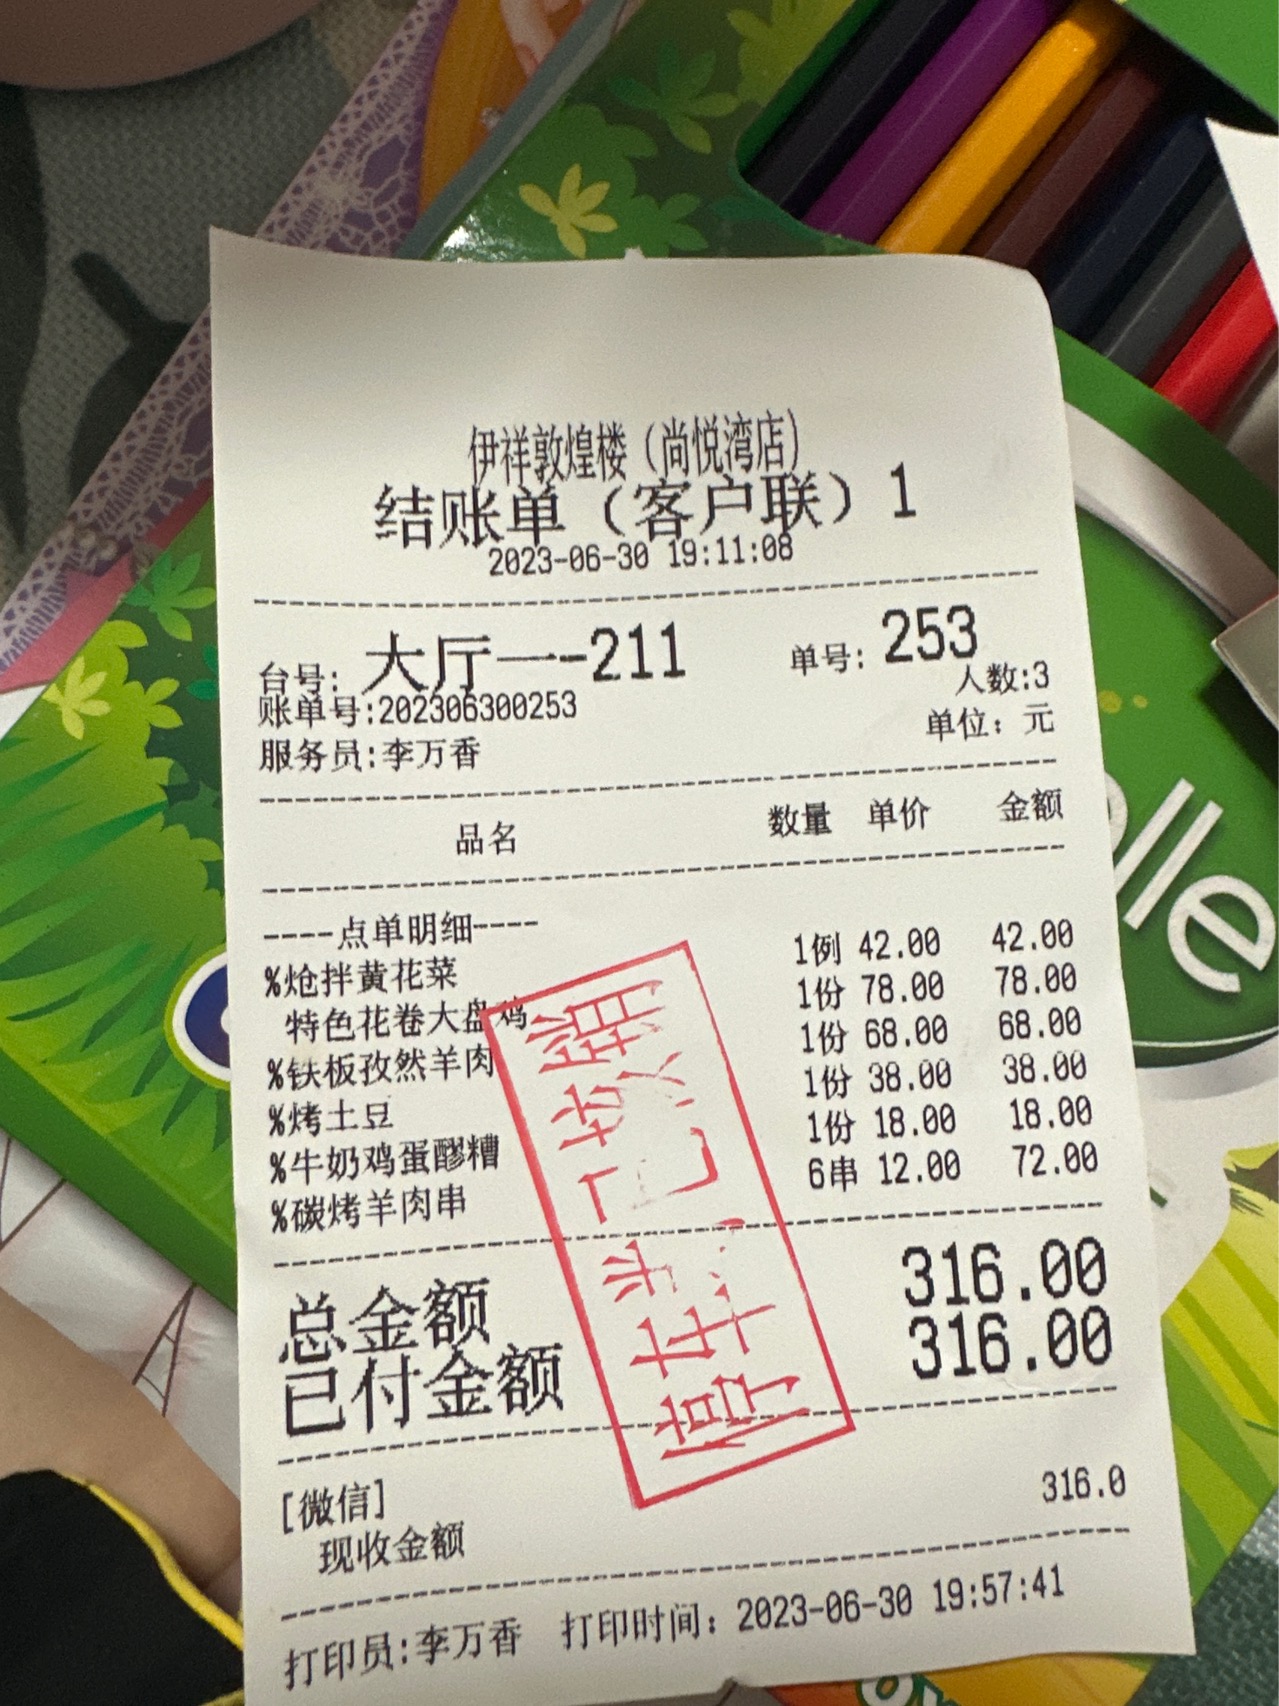 伊祥敦煌楼（尚悦湾店）
结账单（客户联）1
2023-06-30 19:11:08
台号： 大厅一-211 单号： 253
人数:3
账单号:202306300253
单位：元
服务员:李万香
品名 数量 单价 金额
----点单明细----
%炝拌黄花菜 1例 42.00 42.00
特色花卷大盘鸡 1份 78.00 78.00
%铁板孜然羊肉 1份 68.00 68.00
%烤土豆 1份 38.00 38.00
%牛奶鸡蛋醪糟 1份 18.00 18.00
%碳烤羊肉串 6串 12.00 72.00
总金额 316.00
已付金额 316.00
[微信]
现收金额 316.0
打印员:李万香 打印时间：2023-06-30 19:57:41
lle